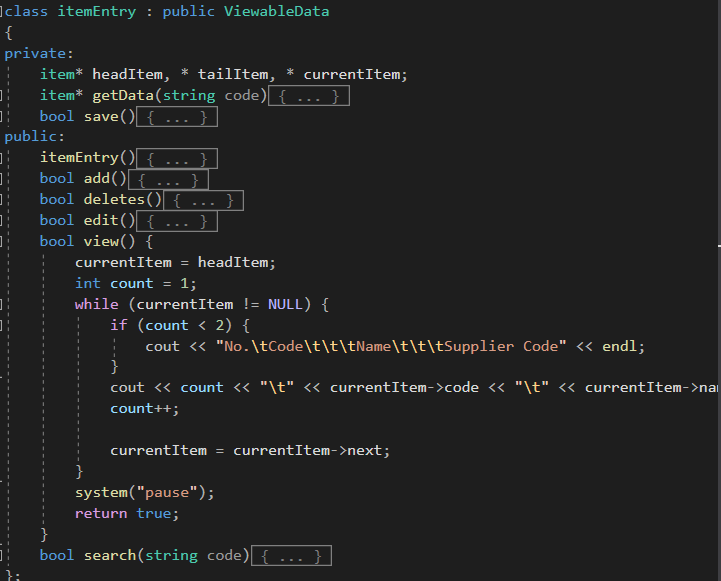 class itemEntry : public ViewableData
{
private:
item* headItem, * tailItem, * currentItem;
item* getData(string code){ ... }
bool save(){ ... }
public:
itemEntry(){ ... }
bool add(){ ... }
bool deletes(){ ... }
bool edit(){ ... }
bool view() {
currentItem = headItem;
int count = 1;
while (currentItem != NULL) {
if (count < 2) {
cout << "No.\tCode\t\t\tName\t\t\tSupplier Code" << endl;
}
cout << count << "\t" << currentItem->code << "\t" << currentItem->na
count++;
currentItem = currentItem->next;
}
system("pause");
return true;
}
bool search(string code){ ... }
};